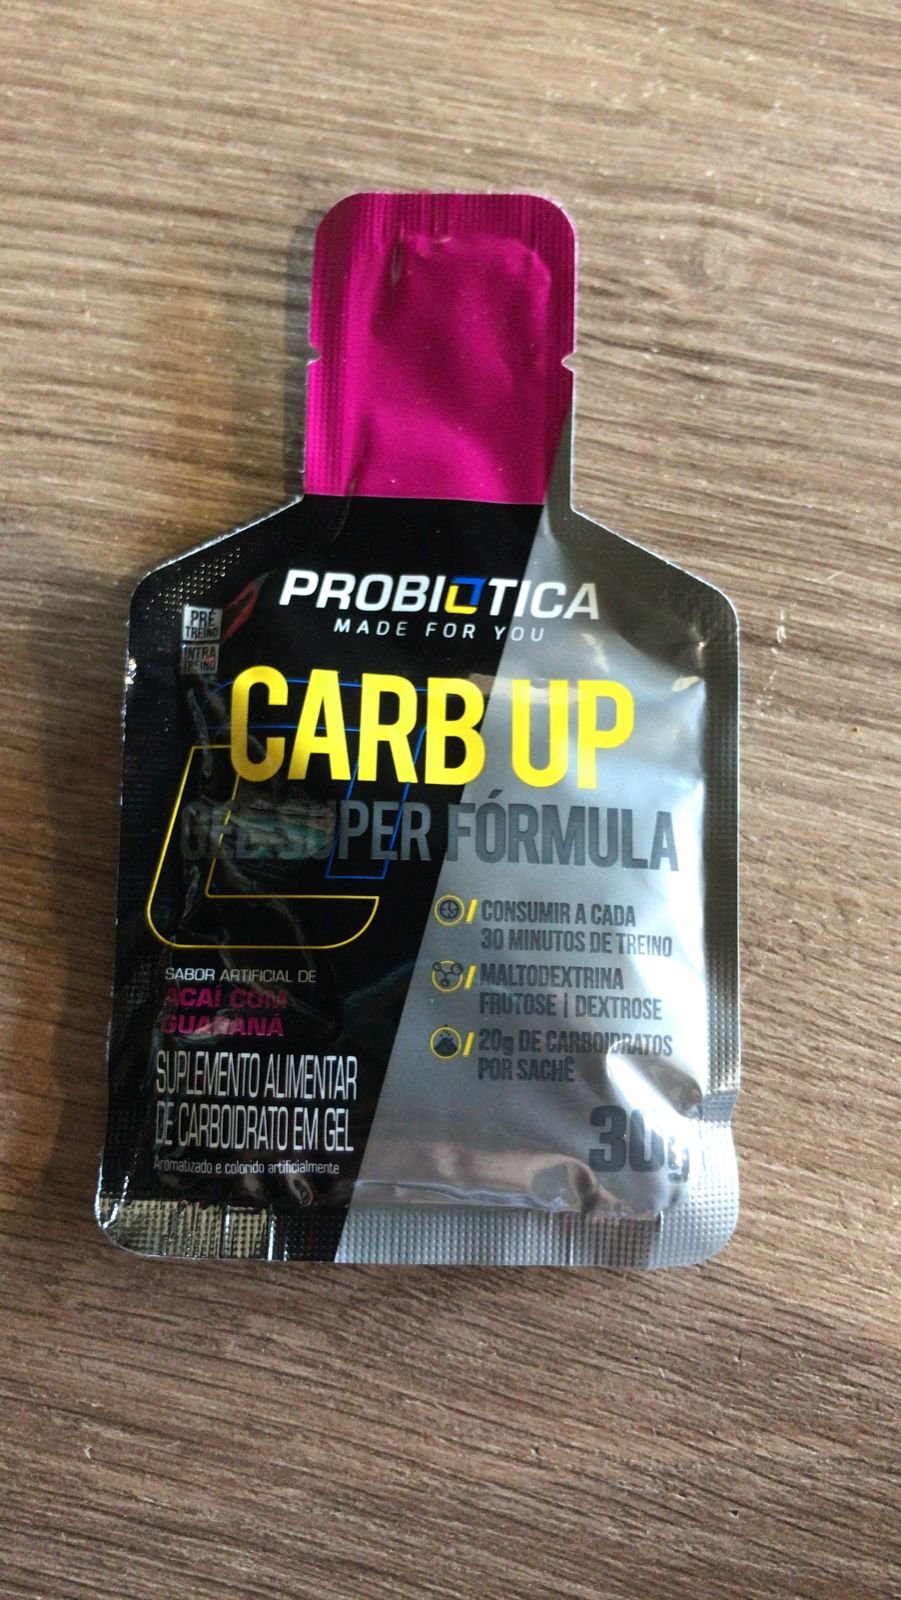 PROBIOTICA
MADE FOR YOU
PRÉ
TREINO
INTRA
TREINO
CARB UP
GEL SUPER FÓRMULA
CONSUMIR A CADA
30 MINUTOS DE TREINO
MALTODEXTRINA
FRUTOSE | DEXTROSE
20g DE CARBOIDRATOS
POR SACHÊ
SABOR ARTIFICIAL DE
AÇAÍ COM
GUARANÁ
SUPLEMENTO ALIMENTAR
DE CARBOIDRATO EM GEL
Aromatizado e colorido artificialmente
30g